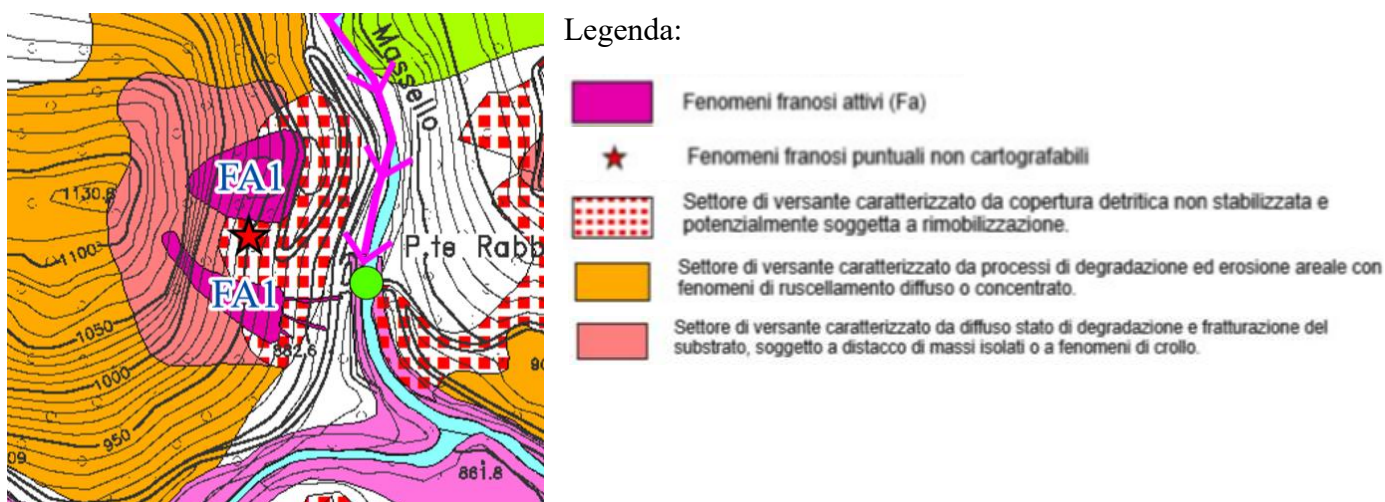 Massello
FA1
1130.8
P.te Rabb
1100
FA1
1050
862,6
1000
950
09
861.8
Legenda:
Fenomeni franosi attivi (Fa)
Fenomeni franosi puntuali non cartografabili
Settore di versante caratterizzato da copertura detritica non stabilizzata e
potenzialmente soggetta a rimobilizzazione.
Settore di versante caratterizzato da processi di degradazione ed erosione areale con
fenomeni di ruscellamento diffuso o concentrato.
Settore di versante caratterizzato da diffuso stato di degradazione e fratturazione del
substrato, soggetto a distacco di massi isolati o a fenomeni di crollo.